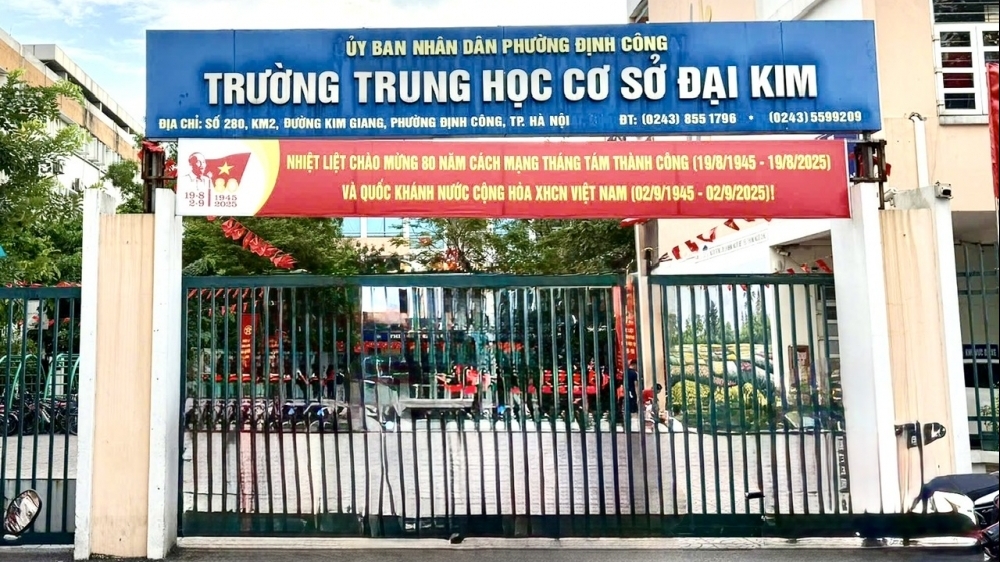 ỦY BAN NHÂN DÂN PHƯỜNG ĐỊNH CÔNG
TRƯỜNG TRUNG HỌC CƠ SỞ ĐẠI KIM
ĐỊA CHỈ: SỐ 280, KM2, ĐƯỜNG KIM GIANG, PHƯỜNG ĐỊNH CÔNG, TP. HÀ NỘI ĐT: (0243) 855 1796 • (0243) 5599209
NHIỆT LIỆT CHÀO MỪNG 80 NĂM CÁCH MẠNG THÁNG TÁM THÀNH CÔNG (19/8/1945 - 19/8/2025)
VÀ QUỐC KHÁNH NƯỚC CỘNG HÒA XHCN VIỆT NAM (02/9/1945 - 02/9/2025)!
80
19-8 1945
2-9 2025